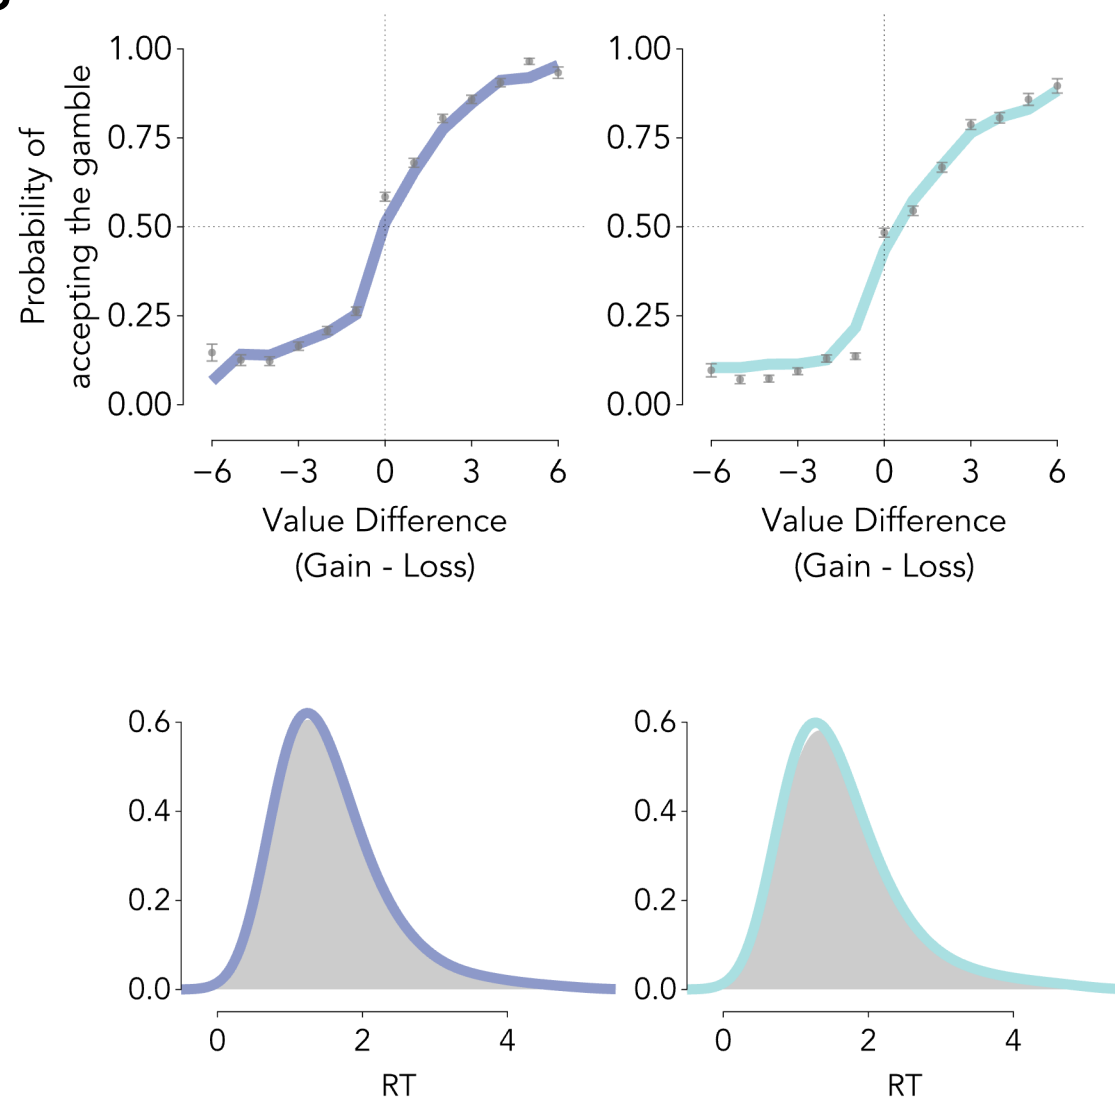 1.00
0.75
0.50
0.25
0.00
Probability of
accepting the gamble
−6 −3 0 3 6
Value Difference
(Gain - Loss)
1.00
0.75
0.50
0.25
0.00
−6 −3 0 3 6
Value Difference
(Gain - Loss)
0.6
0.4
0.2
0.0
0 2 4
RT
0.6
0.4
0.2
0.0
0 2 4
RT